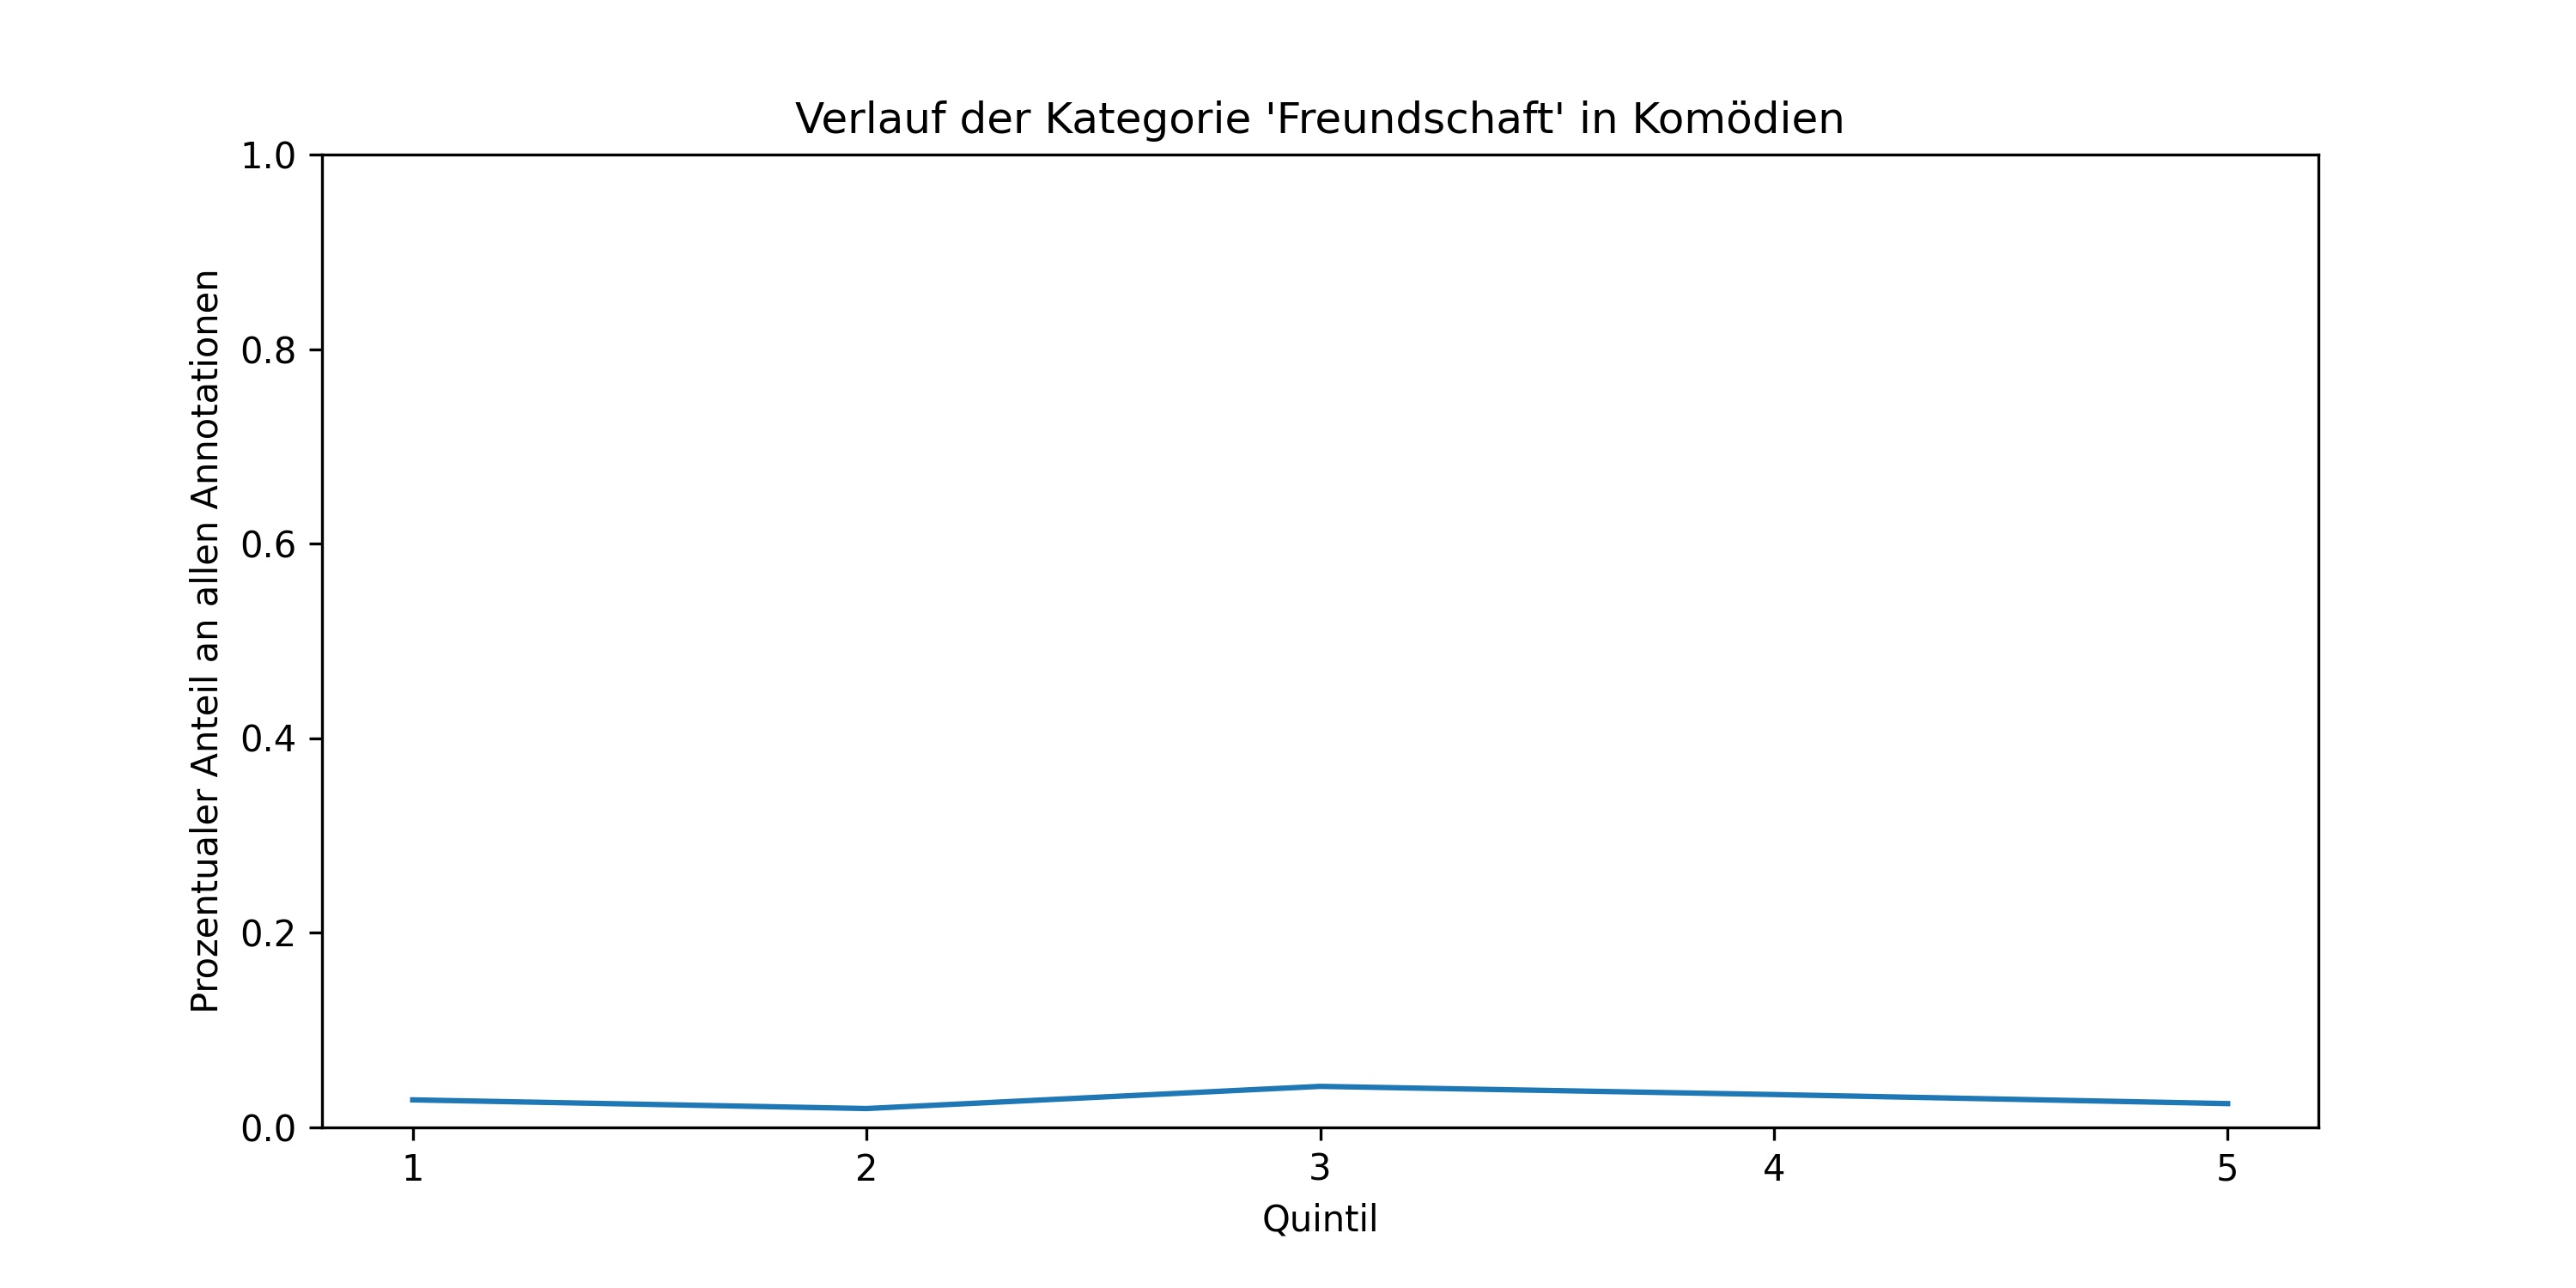 Verlauf der Kategorie 'Freundschaft' in Komödien
Prozentualer Anteil an allen Annotationen
1.0
0.8
0.6
0.4
0.2
0.0
1 2 3 4 5
Quintil